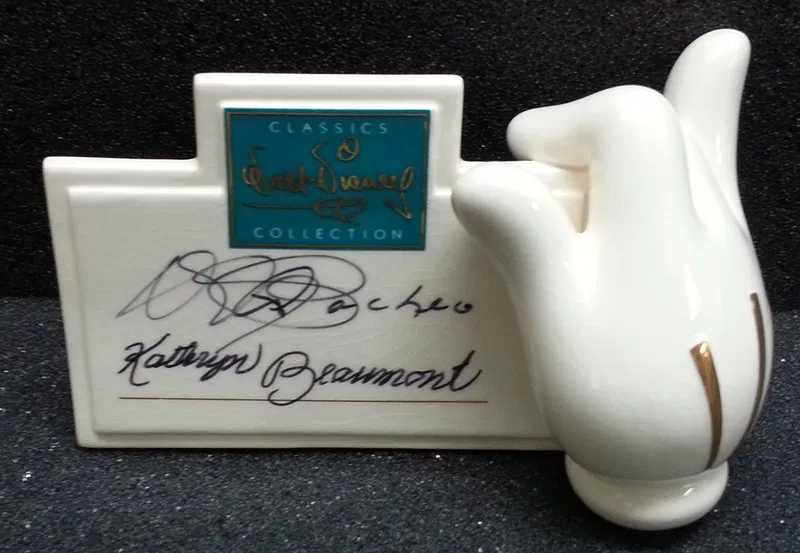 CLASSICS
Walt Disney
COLLECTION
Pacheco
Kathryn Beaumont